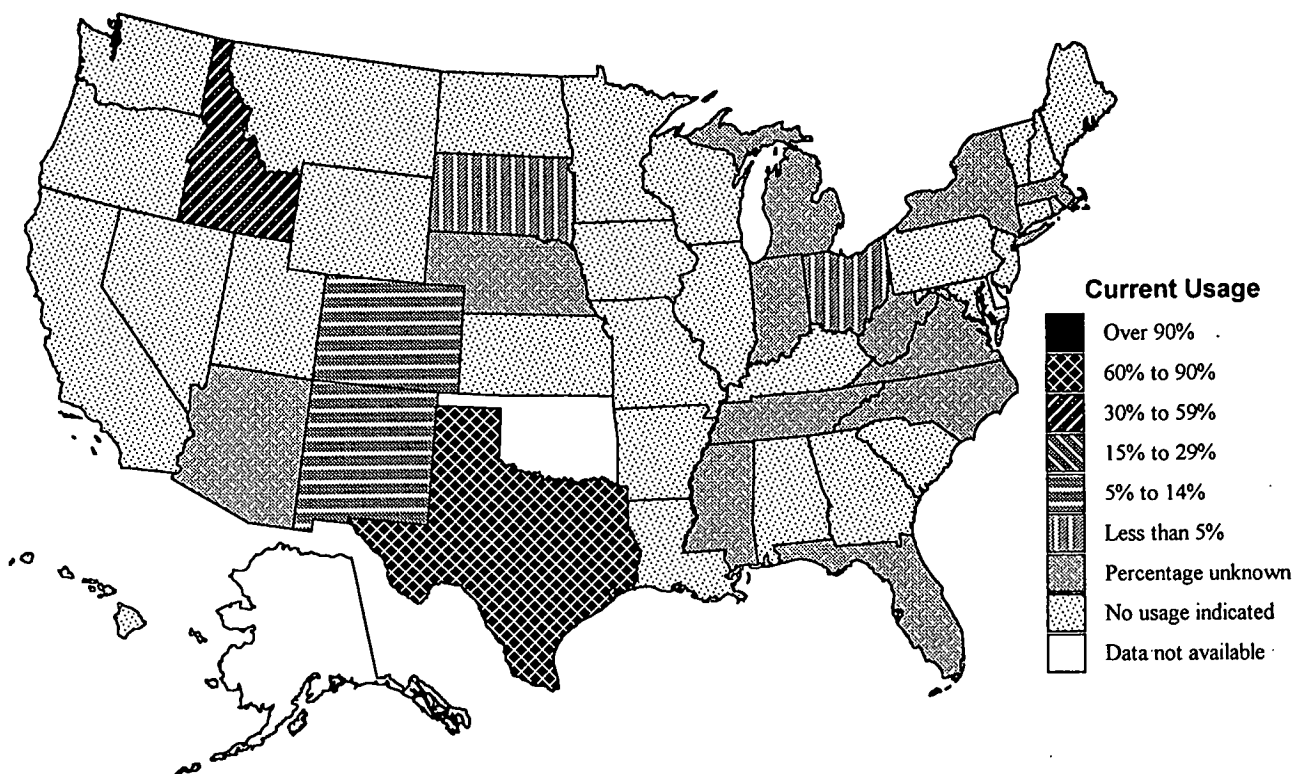 Current Usage
Over 90%
60% to 90%
30% to 59%
15% to 29%
5% to 14%
Less than 5%
Percentage unknown
No usage indicated
Data not available